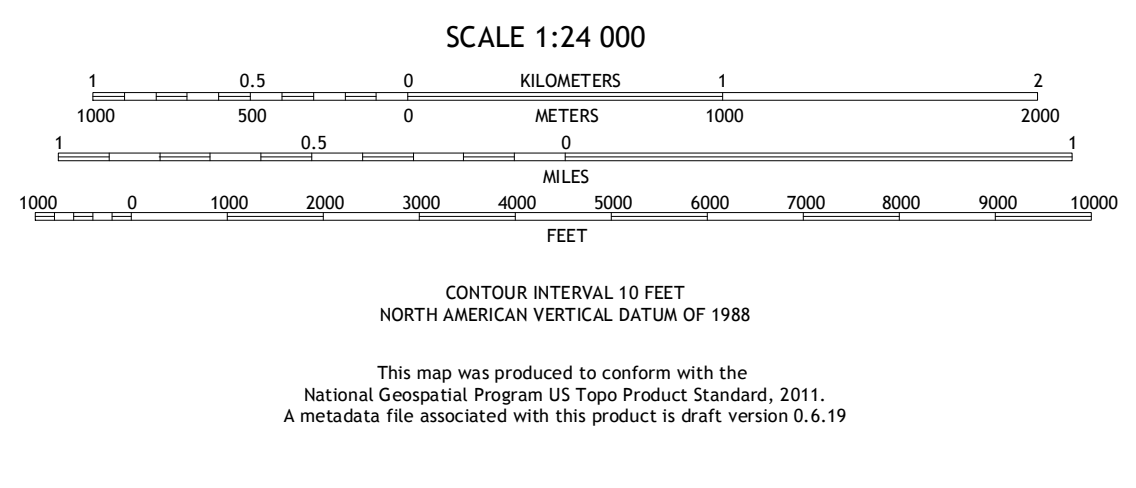 SCALE 1:24 000
1 0.5 0 KILOMETERS 1 2
1000 500 0 METERS 1000 2000
1 0.5 0 1
MILES
1000 0 1000 2000 3000 4000 5000 6000 7000 8000 9000 10000
FEET
CONTOUR INTERVAL 10 FEET
NORTH AMERICAN VERTICAL DATUM OF 1988
This map was produced to conform with the
National Geospatial Program US Topo Product Standard, 2011.
A metadata file associated with this product is draft version 0.6.19